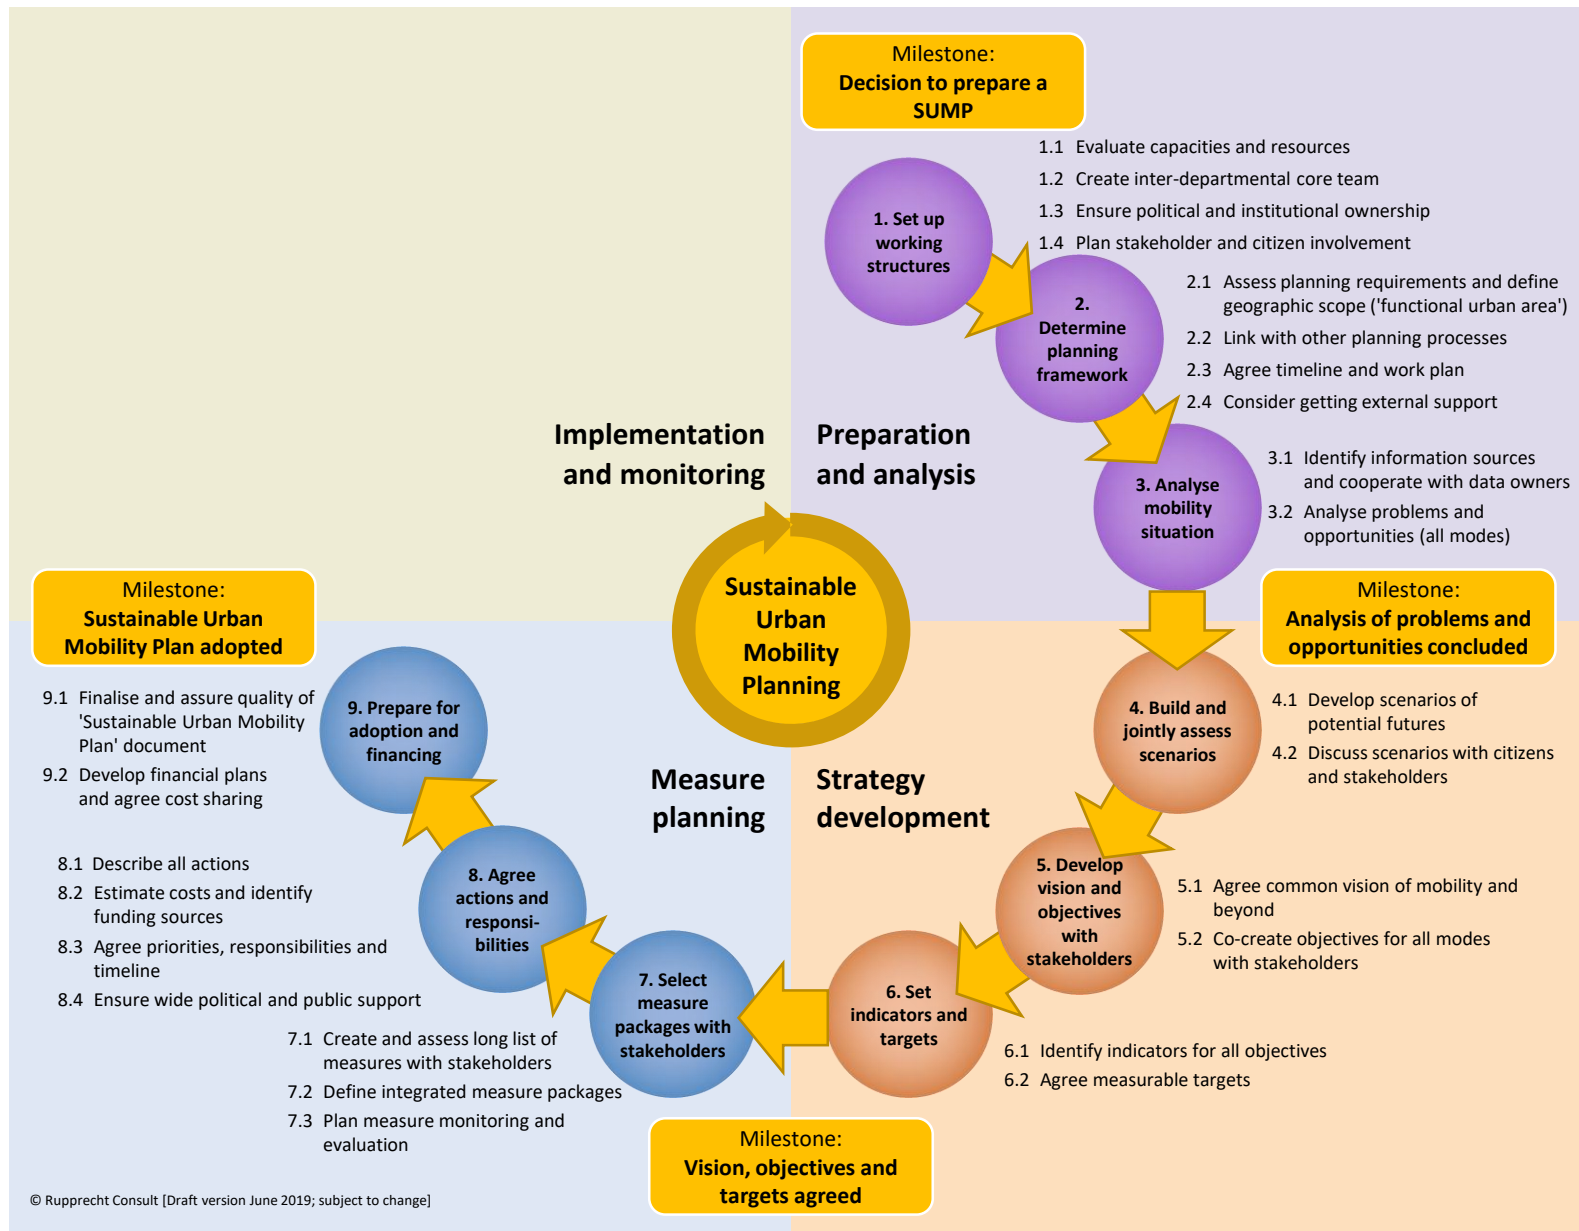 Milestone:
Decision to prepare a
SUMP
1. Set up
working
structures
1.1 Evaluate capacities and resources
1.2 Create inter-departmental core team
1.3 Ensure political and institutional ownership
1.4 Plan stakeholder and citizen involvement
2.
Determine
planning
framework
2.1 Assess planning requirements and define
geographic scope ('functional urban area')
2.2 Link with other planning processes
2.3 Agree timeline and work plan
2.4 Consider getting external support
Implementation
and monitoring
Preparation
and analysis
3. Analyse
mobility
situation
3.1 Identify information sources
and cooperate with data owners
3.2 Analyse problems and
opportunities (all modes)
Milestone:
Analysis of problems and
opportunities concluded
Sustainable
Urban
Mobility
Planning
4. Build and
jointly assess
scenarios
4.1 Develop scenarios of
potential futures
4.2 Discuss scenarios with citizens
and stakeholders
Measure
planning
Strategy
development
5. Develop
vision and
objectives
with
stakeholders
5.1 Agree common vision of mobility and
beyond
5.2 Co-create objectives for all modes
with stakeholders
6. Set
indicators and
targets
6.1 Identify indicators for all objectives
6.2 Agree measurable targets
Milestone:
Vision, objectives and
targets agreed
7. Select
measure
packages with
stakeholders
7.1 Create and assess long list of
measures with stakeholders
7.2 Define integrated measure packages
7.3 Plan measure monitoring and
evaluation
8. Agree
actions and
responsi-
bilities
8.1 Describe all actions
8.2 Estimate costs and identify
funding sources
8.3 Agree priorities, responsibilities and
timeline
8.4 Ensure wide political and public support
9. Prepare for
adoption and
financing
9.1 Finalise and assure quality of
'Sustainable Urban Mobility
Plan' document
9.2 Develop financial plans
and agree cost sharing
Milestone:
Sustainable Urban
Mobility Plan adopted
© Rupprecht Consult [Draft version June 2019; subject to change]